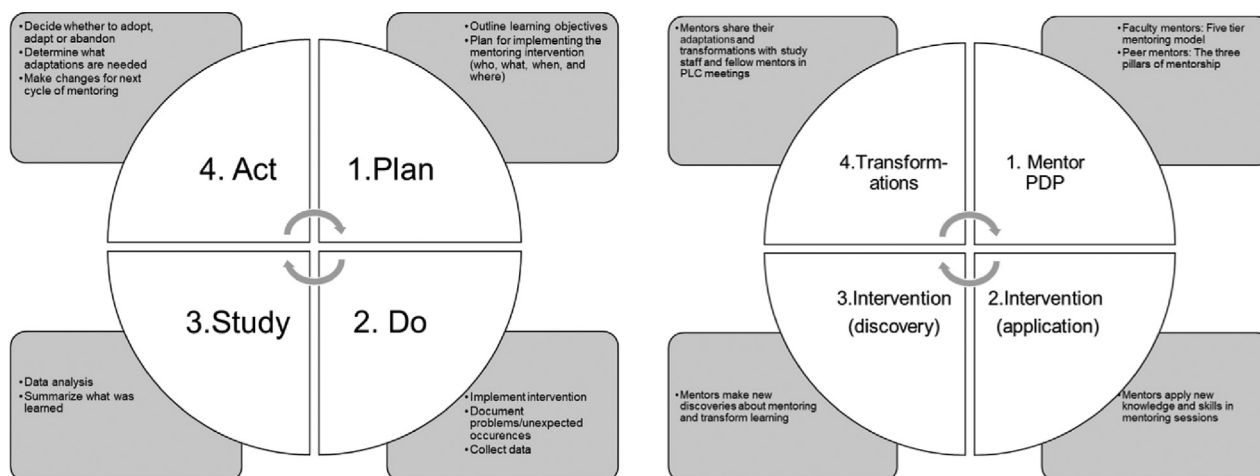 •Decide whether to adopt,
adapt or abandon
•Determine what
adaptations are needed
•Make changes for next
cycle of mentoring
•Outline learning objectives
•Plan for implementing the
mentoring intervention
(who, what, when, and
where)
4. Act
1.Plan
3.Study
2. Do
•Data analysis
•Summarize what was
learned
•Implement intervention
•Document
problems/unexpected
occurences
•Collect data
•Mentors share their
adaptations and
transformations with study
staff and fellow mentors in
PLC meetings
•Faculty mentors: Five tier
mentoring model
•Peer mentors: The three
pillars of mentorship
4.Transform-
ations
1. Mentor
PDP
3.Intervention
(discovery)
2.Intervention
(application)
•Mentors make new
discoveries about mentoring
and transform learning
•Mentors apply new
knowledge and skills in
mentoring sessions